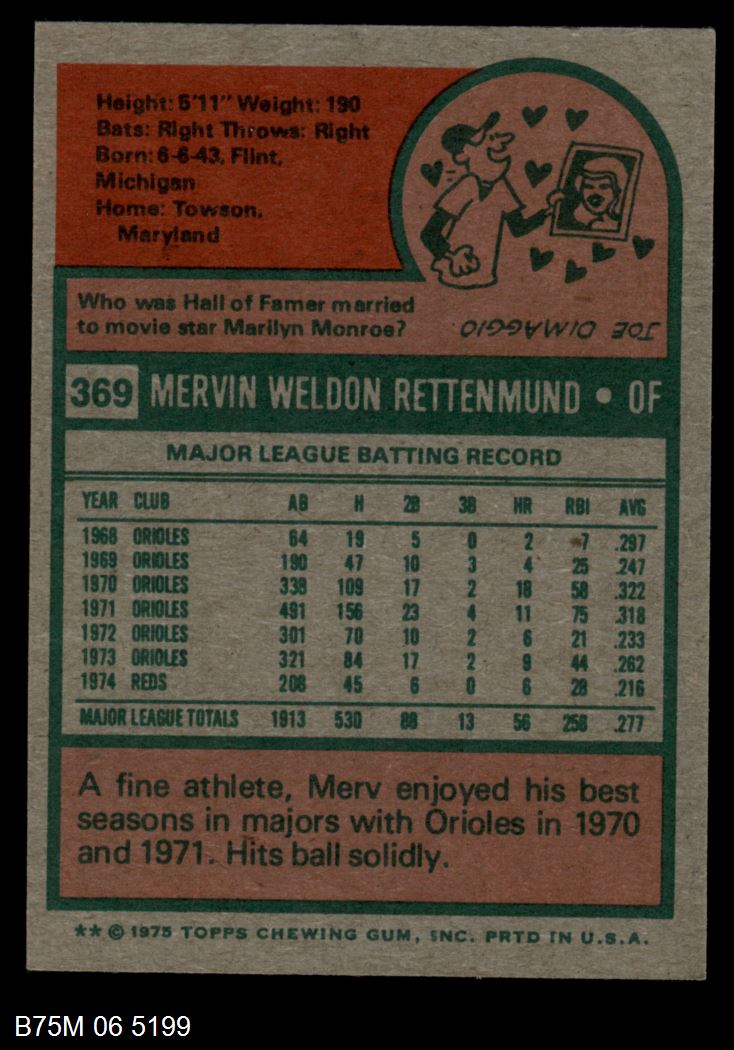 Height: 5'11" Weight: 190
Bats: Right Throws: Right
Born: 6-6-43, Flint,
Michigan
Home: Towson,
Maryland
Who was Hall of Famer married
to movie star Marilyn Monroe?
JOE DIMAGGIO.
369 MERVIN WELDON RETTENMUND • OF
MAJOR LEAGUE BATTING RECORD
YEAR CLUB AB H 2B 3B HR RBI AVG
1968 ORIOLES 64 19 5 0 2 7 .297
1969 ORIOLES 190 47 10 3 4 25 .247
1970 ORIOLES 338 109 17 2 18 58 .322
1971 ORIOLES 491 156 23 4 11 75 .318
1972 ORIOLES 301 70 10 2 6 21 .233
1973 ORIOLES 321 84 17 2 9 44 .262
1974 REDS 208 45 6 0 6 28 .216
MAJOR LEAGUE TOTALS 1913 530 88 13 56 258 .277
A fine athlete, Merv enjoyed his best
seasons in majors with Orioles in 1970
and 1971. Hits ball solidly.
** © 1975 TOPPS CHEWING GUM, INC. PRTD IN U.S.A.
B75M 06 5199